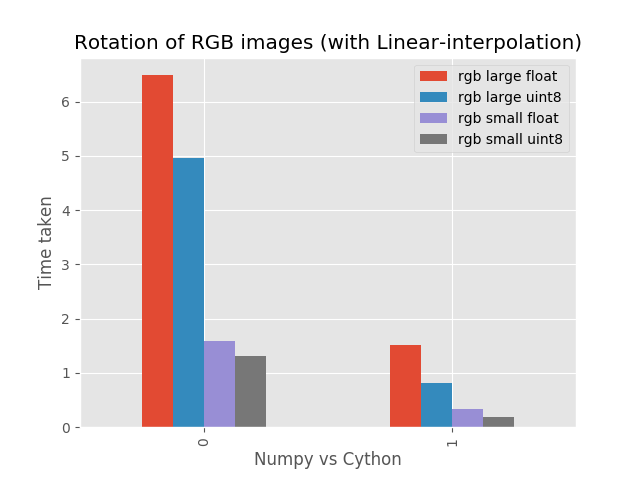 Rotation of RGB images (with Linear-interpolation)
rgb large float
rgb large uint8
rgb small float
rgb small uint8
6
5
4
3
2
1
0
Time taken
0
1
Numpy vs Cython